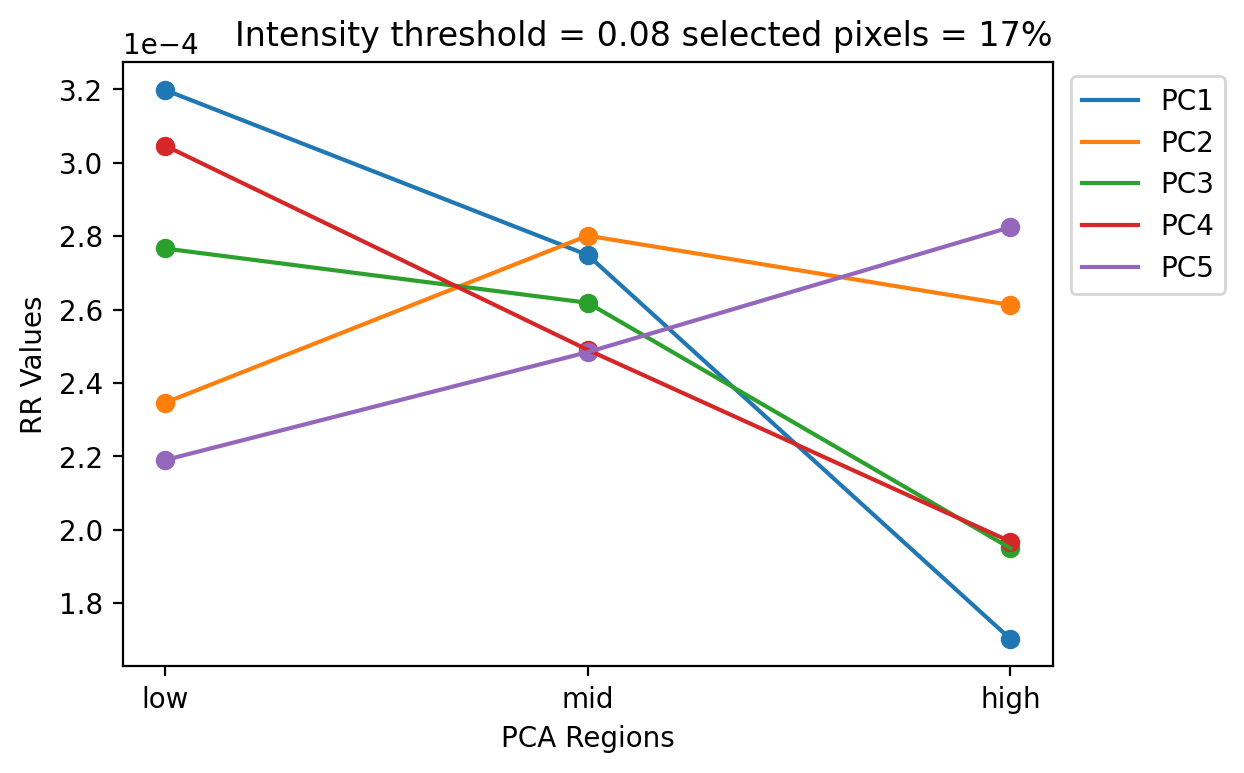 Intensity threshold = 0.08 selected pixels = 17%
1e−4
3.2
3.0
2.8
2.6
2.4
2.2
2.0
1.8
RR Values
low mid high
PCA Regions
PC1
PC2
PC3
PC4
PC5